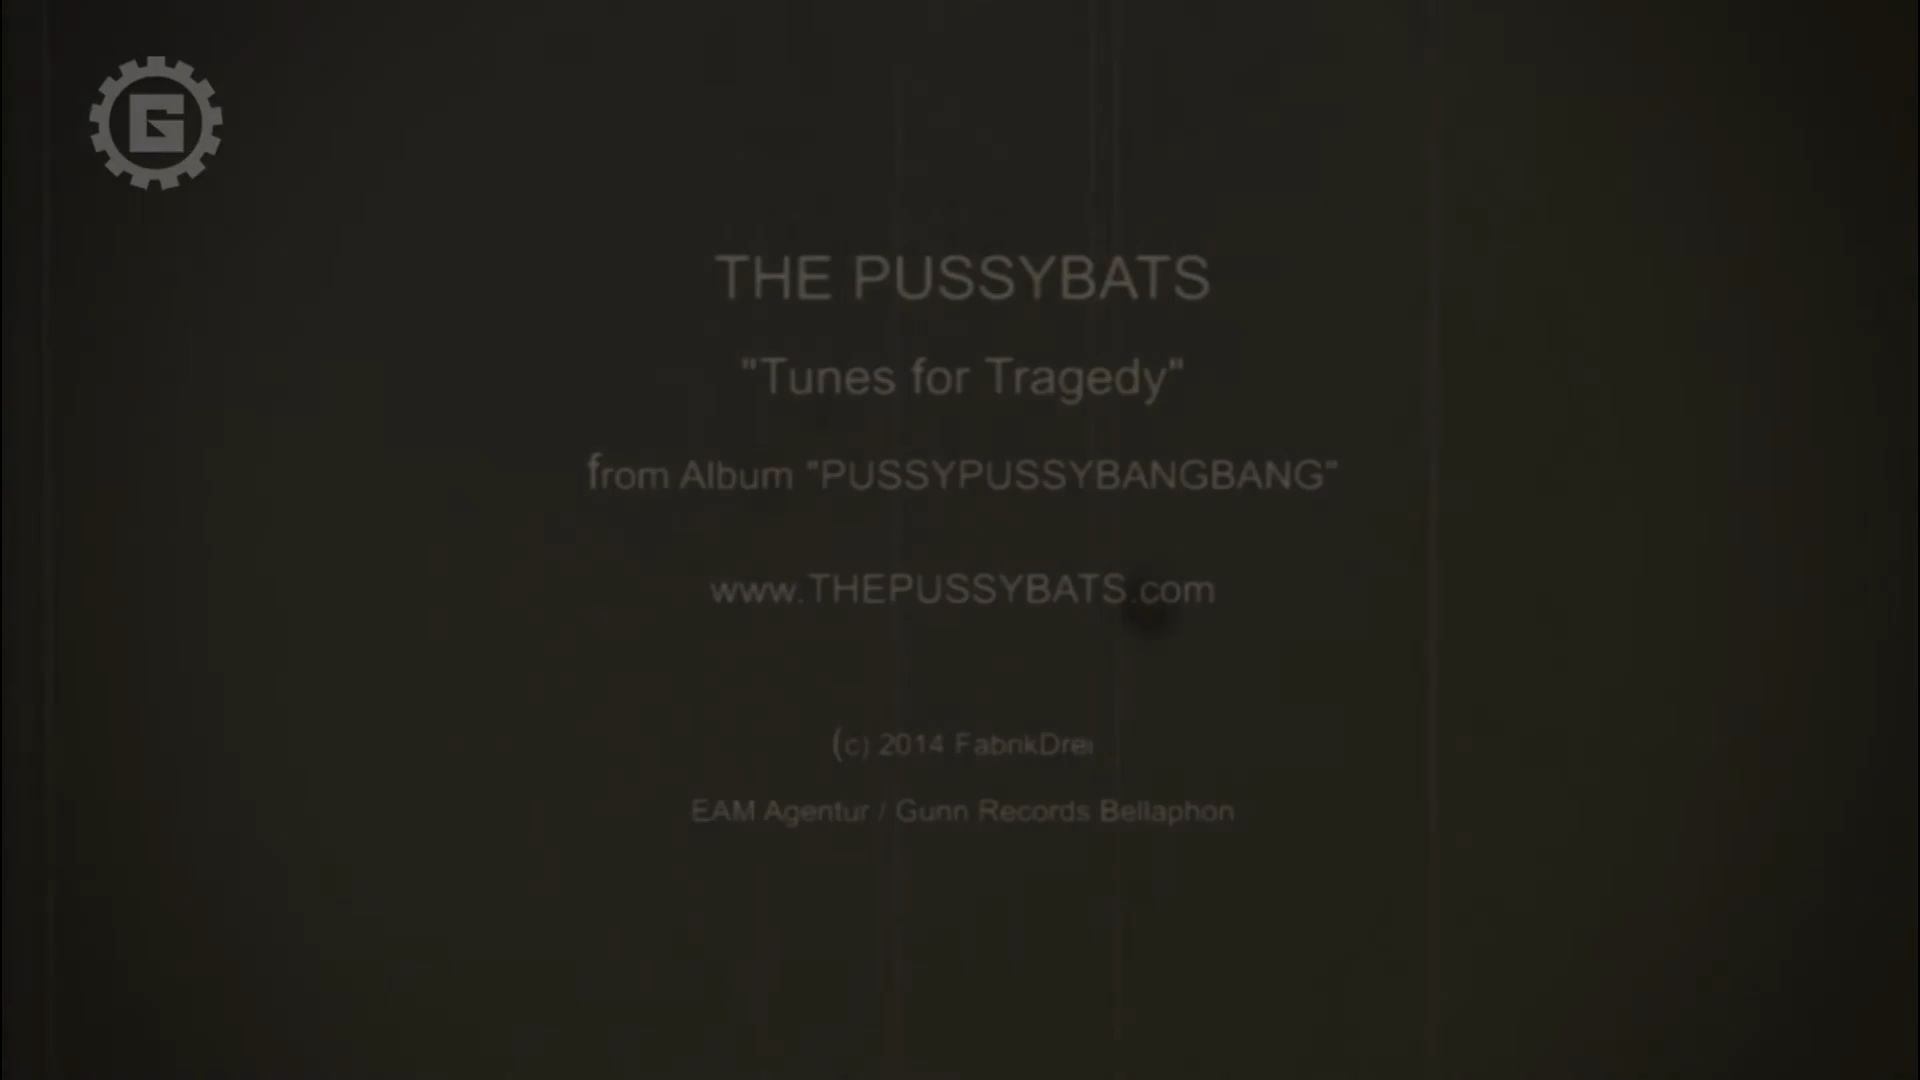 G
THE PUSSYBATS
"Tunes for Tragedy"
from Album "PUSSYPUSSYBANGBANG"
www.THEPUSSYBATS.com
(c) 2014 FabrikDrei
EAM Agentur / Gunn Records Bellaphon